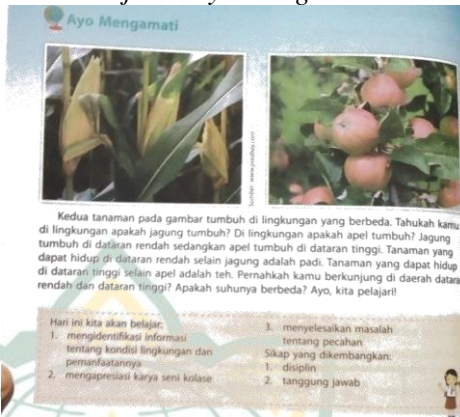 Ayo Mengamati
Sumber: www.pixabay.com
Kedua tanaman pada gambar tumbuh di lingkungan yang berbeda. Tahukah kamu
di lingkungan apakah jagung tumbuh? Di lingkungan apakah apel tumbuh? Jagung
tumbuh di dataran rendah sedangkan apel tumbuh di dataran tinggi. Tanaman yang
dapat hidup di dataran rendah selain jagung adalah padi. Tanaman yang dapat hidup
di dataran tinggi selain apel adalah teh. Pernahkah kamu berkunjung di daerah datara
rendah dan dataran tinggi? Apakah suhunya berbeda? Ayo, kita pelajari!
Hari ini kita akan belajar:
1. mengidentifikasi informasi
tentang kondisi lingkungan dan
pemanfaatannya
2. mengapresiasi karya seni kolase
3. menyelesaikan masalah
tentang pecahan
Sikap yang dikembangkan:
1. disiplin
2. tanggung jawab